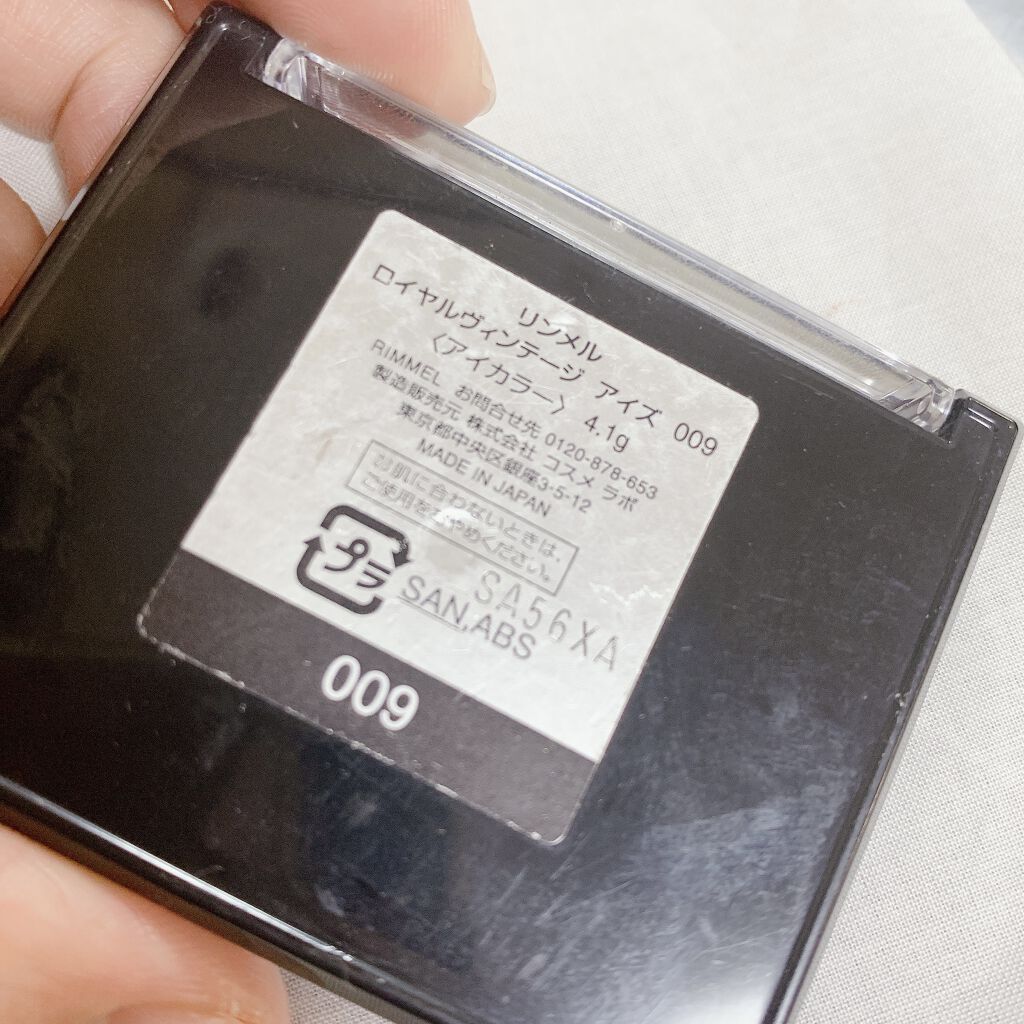 リンメル
ロイヤルヴィンテージ アイズ 009
〈アイカラー〉 4.1g
RIMMEL お問合せ先 0120-878-653
製造販売元 株式会社 コスメ ラボ
東京都中央区銀座3-5-12
MADE IN JAPAN
お肌に合わないときは、
ご使用をおやめください。
プラ
SA56XA
SAN,ABS
009